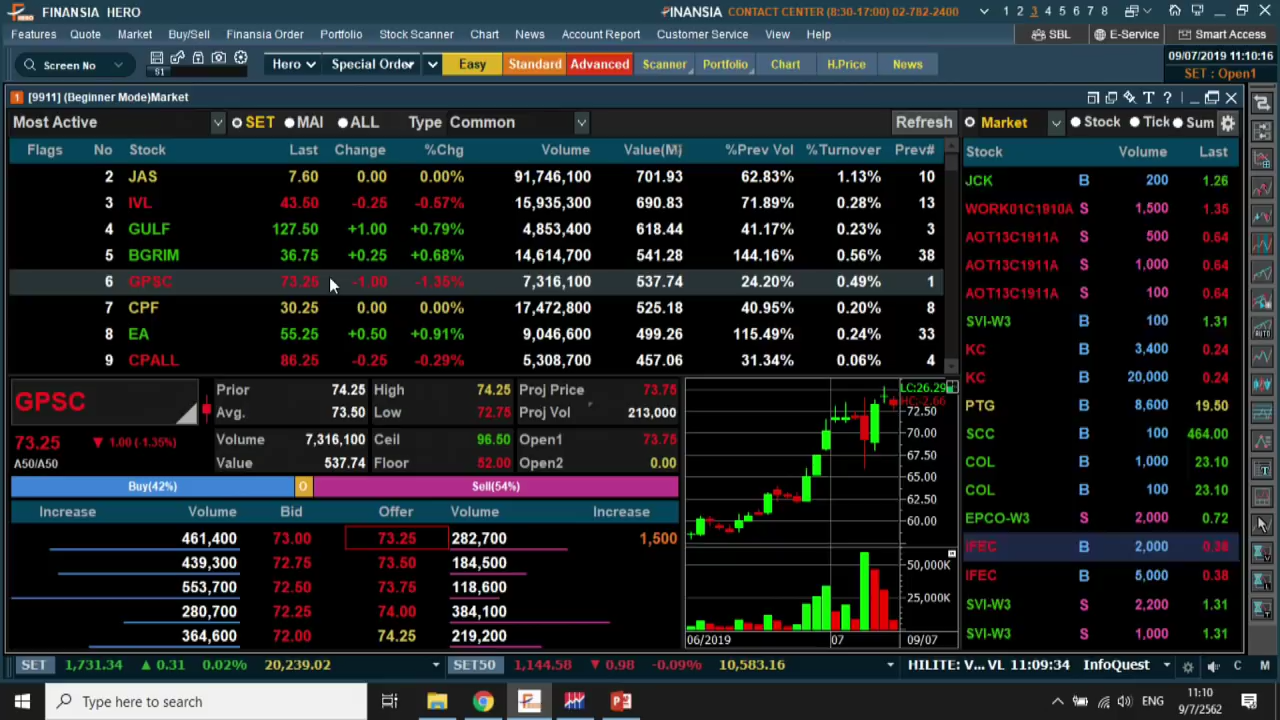 HERO FINANSIA HERO FINANSIA CONTACT CENTER (8:30-17:00) 02-782-2400 1 2 3 4 5 6 7 8
Features Quote Market Buy/Sell Finansia Order Portfolio Stock Scanner Chart News Account Report Customer Service View Help SBL E-Service Smart Access
Screen No 51 Hero Special Order Easy Standard Advanced Scanner Portfolio Chart H.Price News 09/07/2019 11:10:16
SET : Open1
1 [9911] (Beginner Mode)Market
Most Active SET MAI ALL Type Common Refresh Market Stock Tick Sum
Flags No Stock Last Change %Chg Volume Value(M) %Prev Vol %Turnover Prev# Stock Volume Last
2 JAS 7.60 0.00 0.00% 91,746,100 701.93 62.83% 1.13% 10 JCK B 200 1.26
3 IVL 43.50 -0.25 -0.57% 15,935,300 690.83 71.89% 0.28% 13 WORK01C1910A S 1,500 1.35
4 GULF 127.50 +1.00 +0.79% 4,853,400 618.44 41.17% 0.23% 3 AOT13C1911A S 500 0.64
5 BGRIM 36.75 +0.25 +0.68% 14,614,700 541.28 144.16% 0.56% 38 AOT13C1911A S 1,000 0.64
6 GPSC 73.25 -1.00 -1.35% 7,316,100 537.74 24.20% 0.49% 1 AOT13C1911A S 100 0.64
7 CPF 30.25 0.00 0.00% 17,472,800 525.18 40.95% 0.20% 8 SVI-W3 B 100 1.31
8 EA 55.25 +0.50 +0.91% 9,046,600 499.26 115.49% 0.24% 33 KC B 3,400 0.24
9 CPALL 86.25 -0.25 -0.29% 5,308,700 457.06 31.34% 0.06% 4 KC B 20,000 0.24
GPSC Prior 74.25 High 74.25 Proj Price 73.75 LC:26.29 PTG B 8,600 19.50
Avg. 73.50 Low 72.75 Proj Vol 213,000 HC-2.66 72.50
73.25 ▼ 1.00 (-1.35%) Volume 7,316,100 Ceil 96.50 Open1 73.75 70.00 SCC B 100 464.00
A50/A50 Value 537.74 Floor 52.00 Open2 0.00 67.50 COL B 1,000 23.10
Buy(42%) O Sell(54%) 65.00 COL B 100 23.10
Increase Volume Bid Offer Volume Increase 62.50 60.00 EPCO-W3 S 2,000 0.72
461,400 73.00 73.25 282,700 1,500 IFEC B 2,000 0.38
439,300 72.75 73.50 184,500 50,000K IFEC B 5,000 0.38
553,700 72.50 73.75 118,600 25,000K SVI-W3 S 2,200 1.31
280,700 72.25 74.00 384,100
364,600 72.00 74.25 219,200 06/2019 07 09/07 SVI-W3 S 1,000 1.31
SET 1,731.34 ▲ 0.31 0.02% 20,239.02 SET50 1,144.58 ▼ 0.98 -0.09% 10,583.16 HILITE: V... VL 11:09:34 InfoQuest C M
Type here to search ENG 11:10
9/7/2562